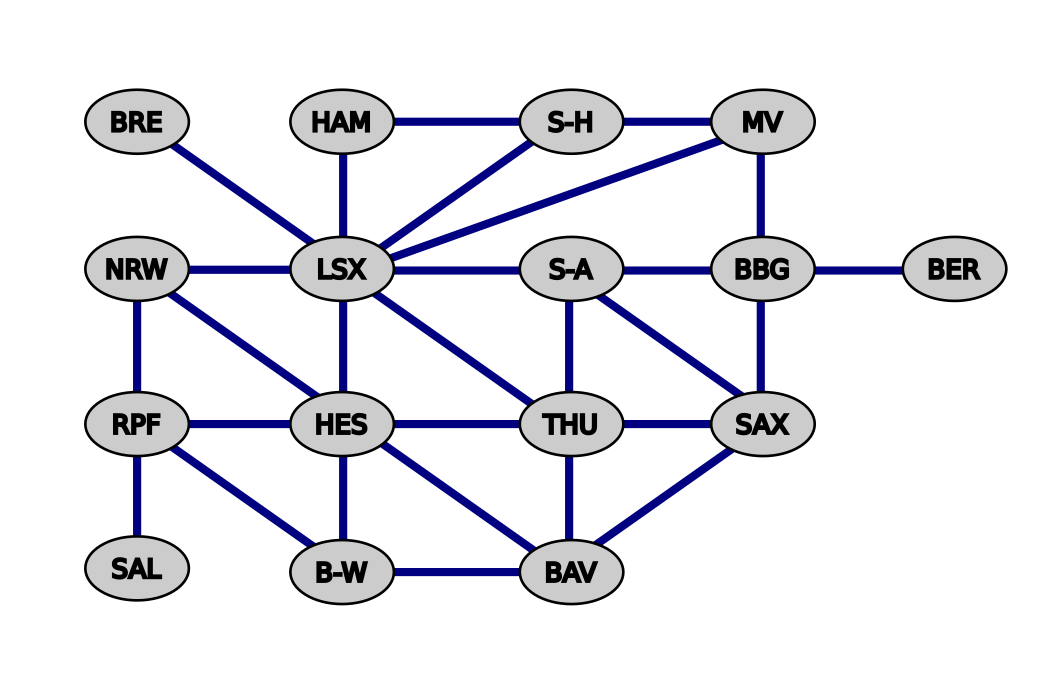 BRE HAM S-H MV
NRW LSX S-A BBG BER
RPF HES THU SAX
SAL B-W BAV